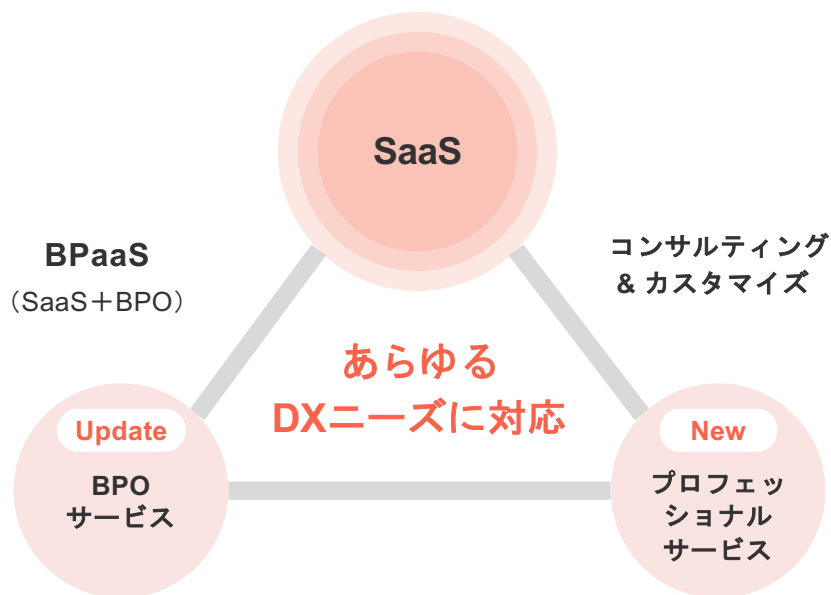 SaaS
BPaaS
（SaaS＋BPO）
コンサルティング
& カスタマイズ
あらゆる
DXニーズに対応
Update
BPO
サービス
New
プロフェッ
ショナル
サービス